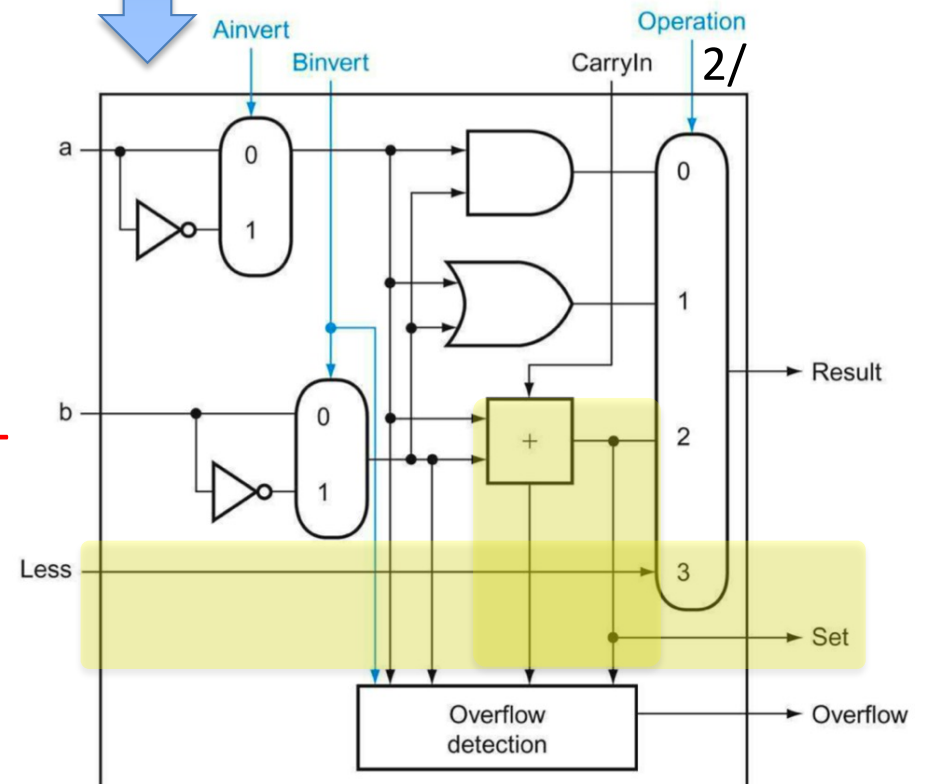 Ainvert
Operation
Binvert
CarryIn
2/
a
0
0
1
1
Result
b
0
+
2
1
Less
3
Set
Overflow
detection
Overflow